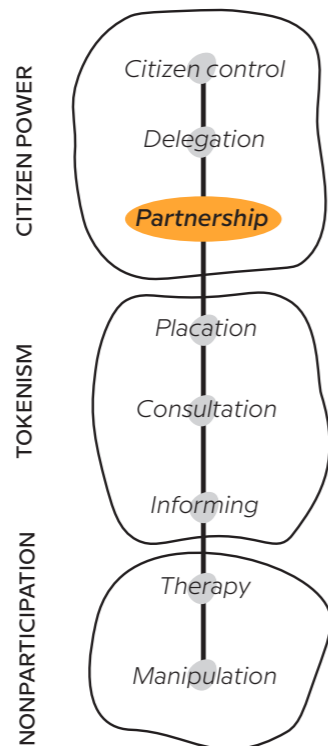 CITIZEN POWER
Citizen control
Delegation
Partnership
TOKENISM
Placation
Consultation
Informing
NONPARTICIPATION
Therapy
Manipulation